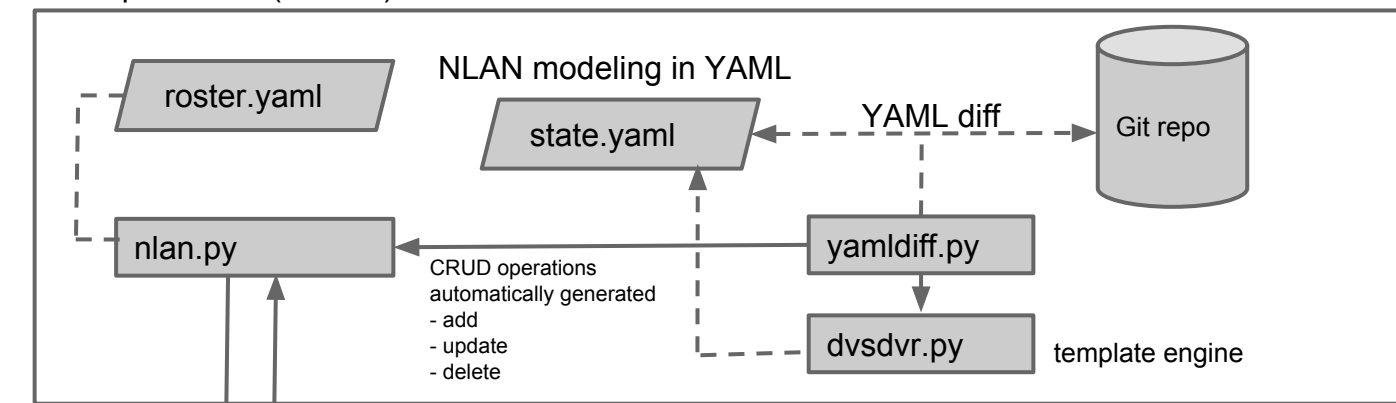 roster.yaml
NLAN modeling in YAML
state.yaml
YAML diff
Git repo
nlan.py
yamldiff.py
CRUD operations
automatically generated
- add
- update
- delete
dvsdvr.py
template engine